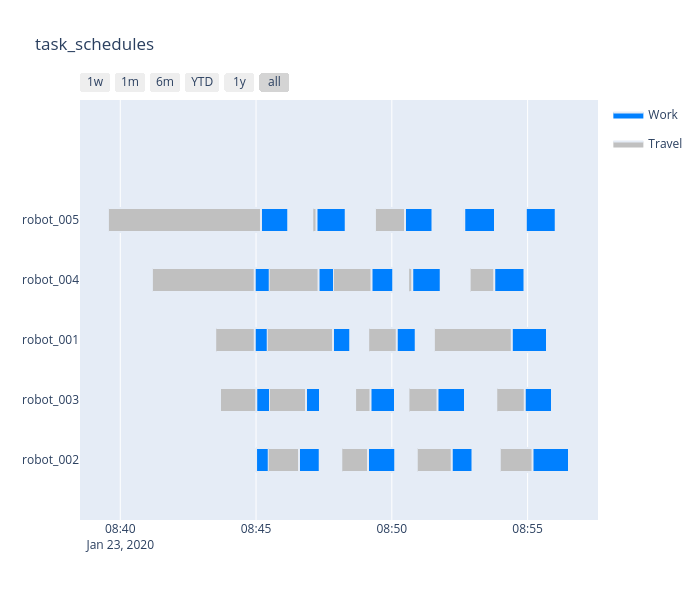 task_schedules
1w 1m 6m YTD 1y all
Work
Travel
robot_005
robot_004
robot_001
robot_003
robot_002
08:40 08:45 08:50 08:55
Jan 23, 2020